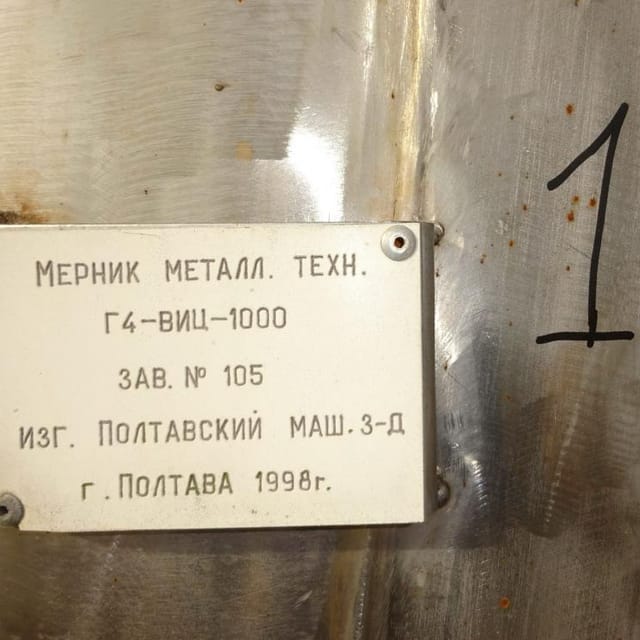 МЕРНИК МЕТАЛЛ. ТЕХН.
Г4-ВИЦ-1000
ЗАВ. № 105
ИЗГ. ПОЛТАВСКИЙ МАШ. З-Д
г. ПОЛТАВА 1998г.
1